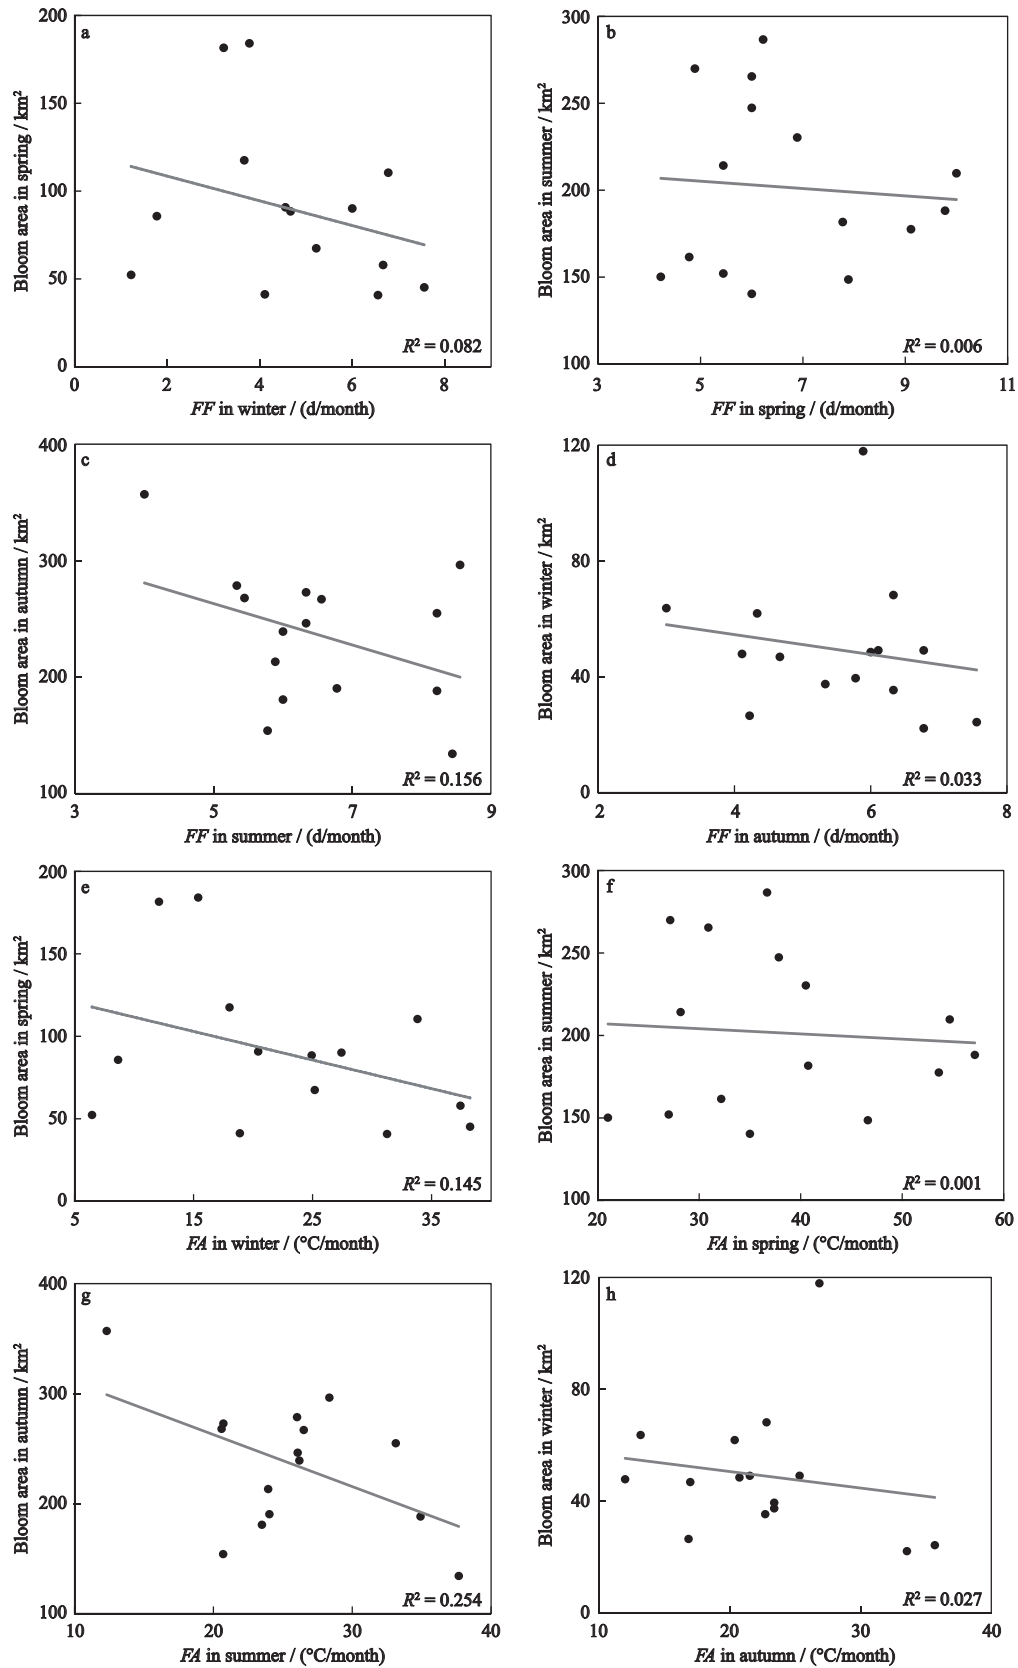 a
200
150
100
50
0
Bloom area in spring / km²
R² = 0.082
0 2 4 6 8
FF in winter / (d/month)
b
300
250
200
150
100
Bloom area in summer / km²
R² = 0.006
3 5 7 9 11
FF in spring / (d/month)
c
400
300
200
100
Bloom area in autumn / km²
R² = 0.156
3 5 7 9
FF in summer / (d/month)
d
120
80
40
0
Bloom area in winter / km²
R² = 0.033
2 4 6 8
FF in autumn / (d/month)
e
200
150
100
50
0
Bloom area in spring / km²
R² = 0.145
5 15 25 35
FA in winter / (°C/month)
f
300
250
200
150
100
Bloom area in summer / km²
R² = 0.001
20 30 40 50 60
FA in spring / (°C/month)
g
400
300
200
100
Bloom area in autumn / km²
R² = 0.254
10 20 30 40
FA in summer / (°C/month)
h
120
80
40
0
Bloom area in winter / km²
R² = 0.027
10 20 30 40
FA in autumn / (°C/month)